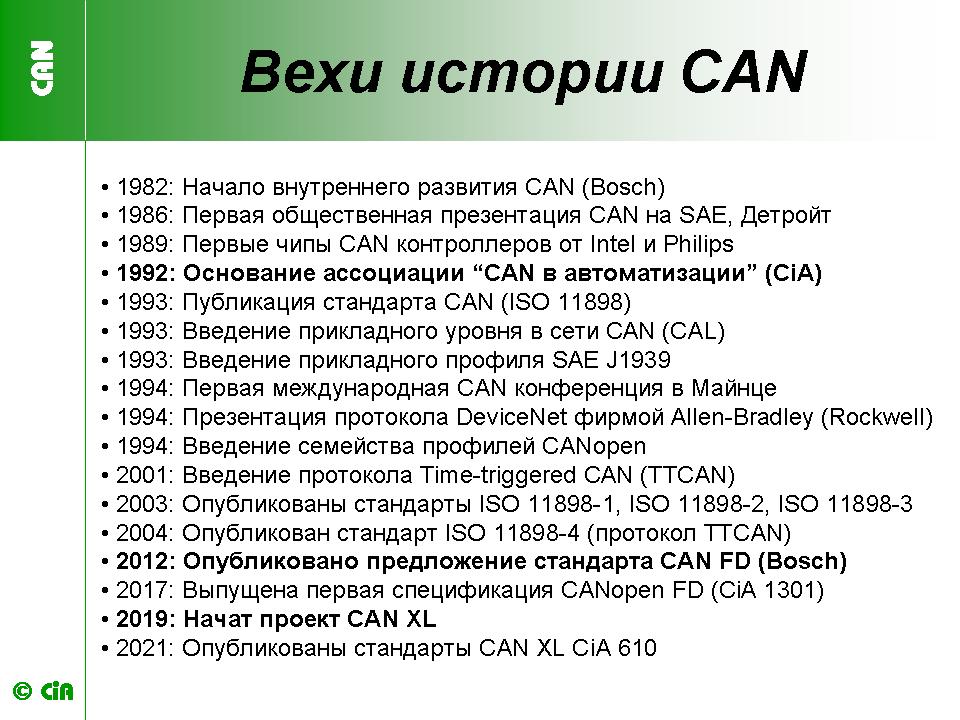 CAN
Вехи истории CAN
• 1982: Начало внутреннего развития CAN (Bosch)
• 1986: Первая общественная презентация CAN на SAE, Детройт
• 1989: Первые чипы CAN контроллеров от Intel и Philips
• 1992: Основание ассоциации “CAN в автоматизации” (CiA)
• 1993: Публикация стандарта CAN (ISO 11898)
• 1993: Введение прикладного уровня в сети CAN (CAL)
• 1993: Введение прикладного профиля SAE J1939
• 1994: Первая международная CAN конференция в Майнце
• 1994: Презентация протокола DeviceNet фирмой Allen-Bradley (Rockwell)
• 1994: Введение семейства профилей CANopen
• 2001: Введение протокола Time-triggered CAN (TTCAN)
• 2003: Опубликованы стандарты ISO 11898-1, ISO 11898-2, ISO 11898-3
• 2004: Опубликован стандарт ISO 11898-4 (протокол TTCAN)
• 2012: Опубликовано предложение стандарта CAN FD (Bosch)
• 2017: Выпущена первая спецификация CANopen FD (CiA 1301)
• 2019: Начат проект CAN XL
• 2021: Опубликованы стандарты CAN XL CiA 610
© CiA